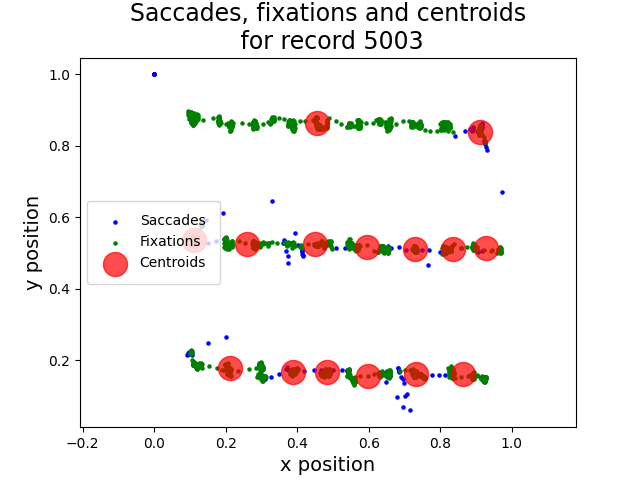 Saccades, fixations and centroids
for record 5003
1.0
0.8
0.6
0.4
0.2
y position
Saccades
Fixations
Centroids
−0.2
0.0
0.2
0.4
0.6
0.8
1.0
x position